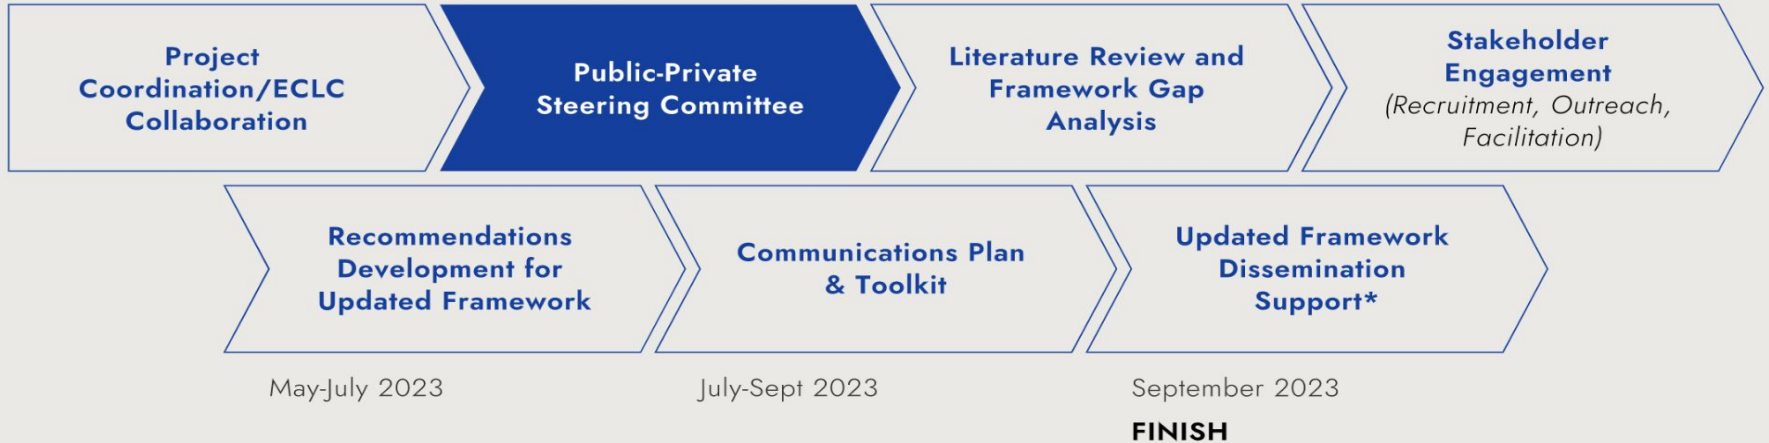 Project
Coordination/ECLC
Collaboration
Public-Private
Steering Committee
Literature Review and
Framework Gap
Analysis
Stakeholder
Engagement
(Recruitment, Outreach,
Facilitation)
Recommendations
Development for
Updated Framework
Communications Plan
& Toolkit
Updated Framework
Dissemination
Support*
May-July 2023
July-Sept 2023
September 2023
FINISH